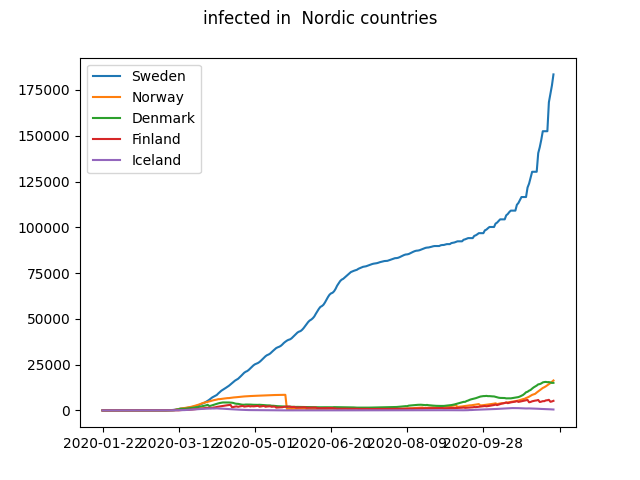 infected in  Nordic countries
Sweden
Norway
Denmark
Finland
Iceland
175000
150000
125000
100000
75000
50000
25000
0
2020-01-22 2020-03-12 2020-05-01 2020-06-20 2020-08-09 2020-09-28